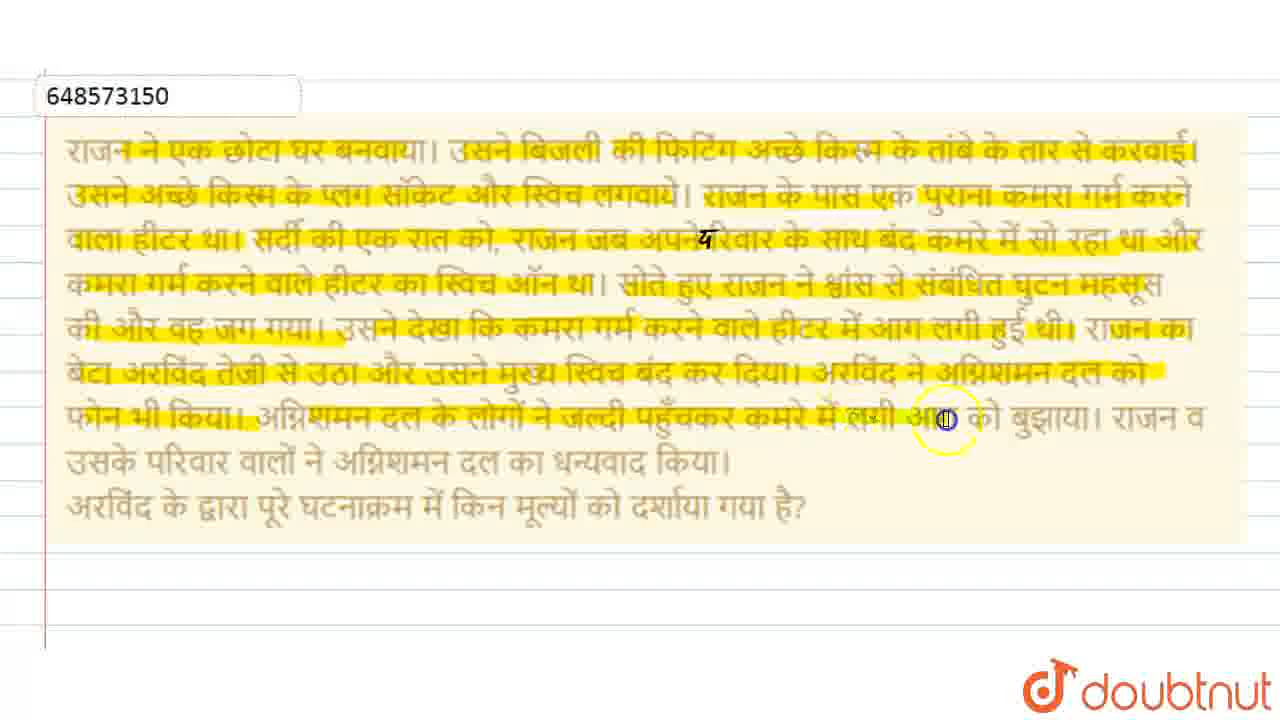 648573150
राजन ने एक छोटा घर बनवाया। उसने बिजली की फिटिंग अच्छे किस्म के तांबे के तार से करवाई।
उसने अच्छे किस्म के प्लग सॉकेट और स्विच लगवाये। राजन के पास एक पुराना कमरा गर्म करने
वाला हीटर था। सर्दी की एक रात को, राजन जब अपने परिवार के साथ बंद कमरे में सो रहा था और
कमरा गर्म करने वाले हीटर का स्विच ऑन था। सोते हुए राजन ने श्वांस से संबंधित घुटन महसूस
की और वह जग गया। उसने देखा कि कमरा गर्म करने वाले हीटर में आग लगी हुई थी। राजन का
बेटा अरविंद तेजी से उठा और उसने मुख्य स्विच बंद कर दिया। अरविंद ने अग्निशमन दल को
फोन भी किया। अग्निशमन दल के लोगों ने जल्दी पहुँचकर कमरे में लगी आग को बुझाया। राजन व
उसके परिवार वालों ने अग्निशमन दल का धन्यवाद किया।
अरविंद के द्वारा पूरे घटनाक्रम में किन मूल्यों को दर्शाया गया है?
doubtnut